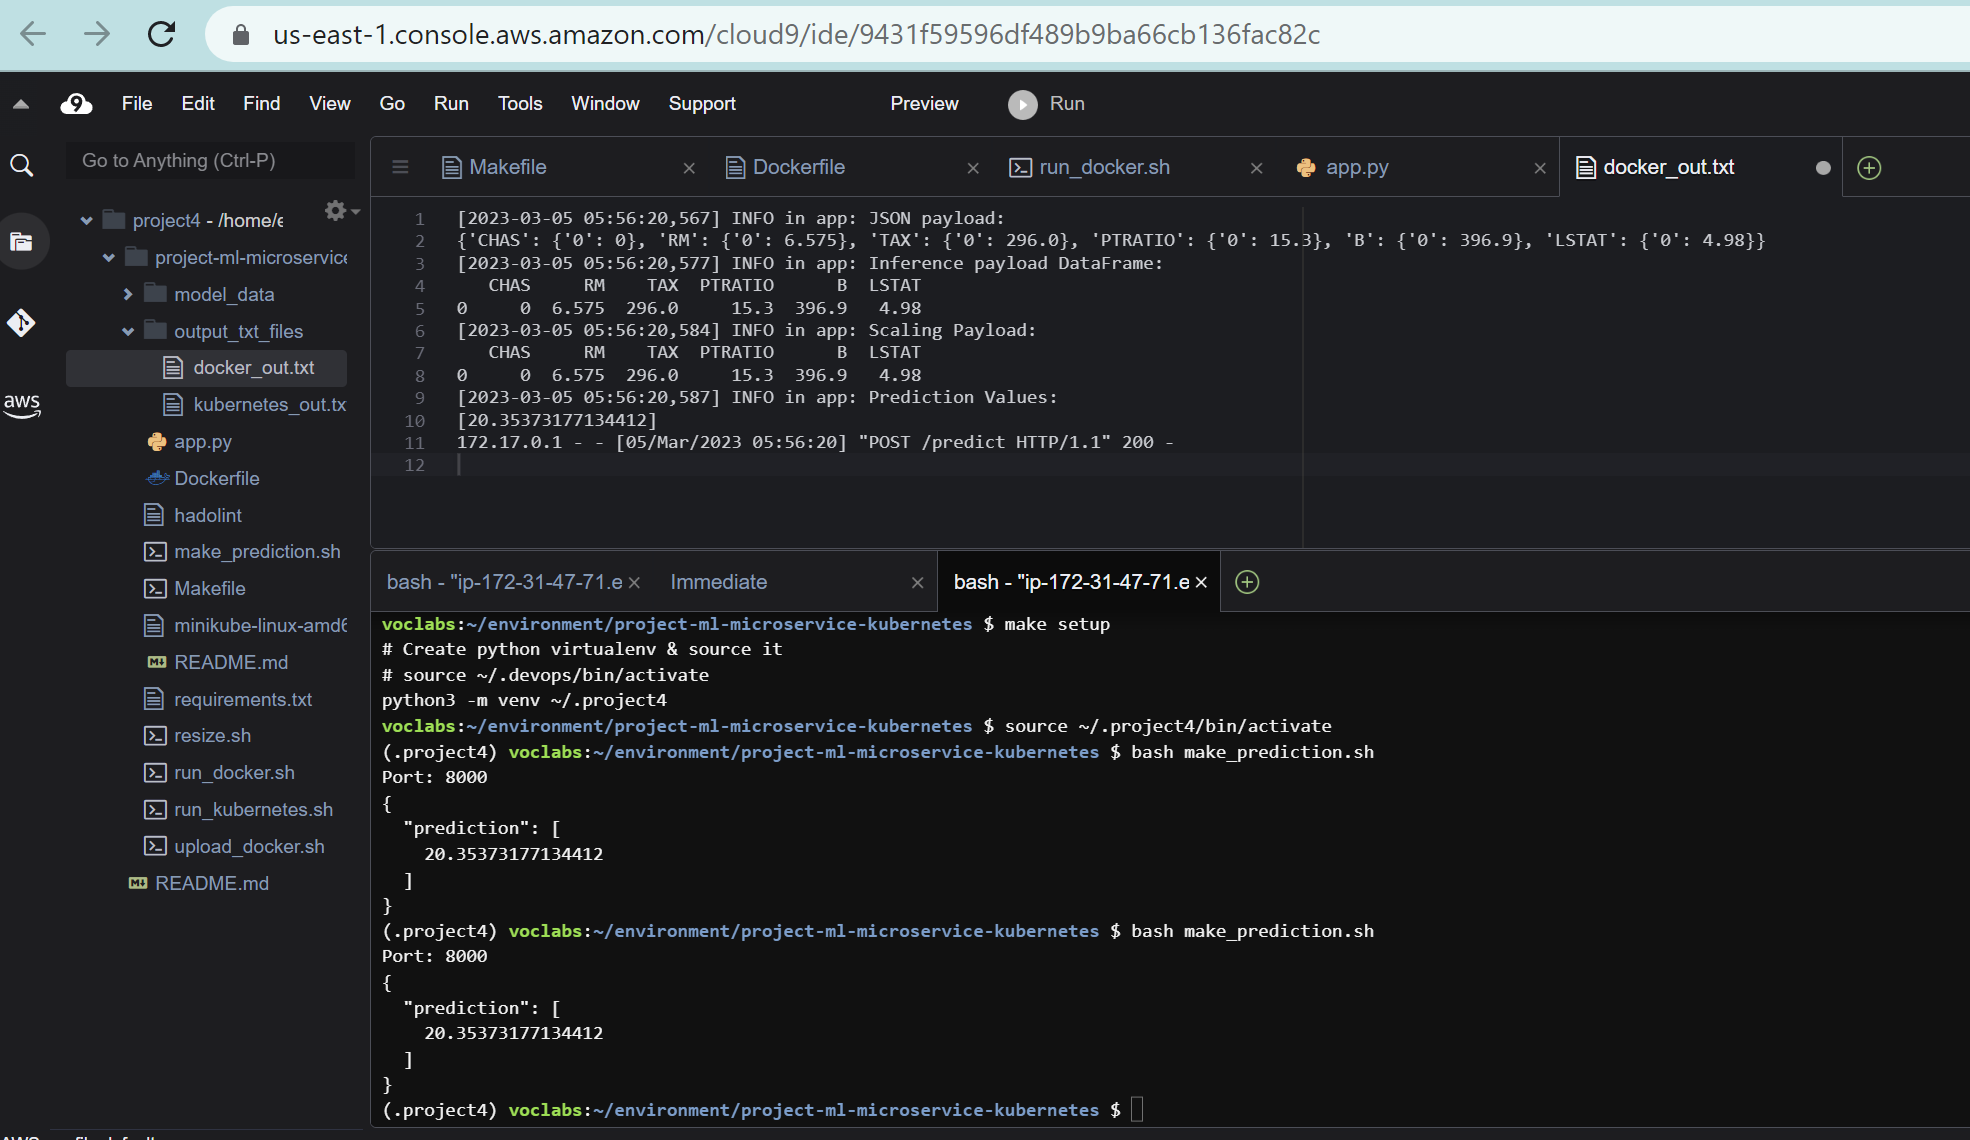 us-east-1.console.aws.amazon.com/cloud9/ide/9431f59596df489b9ba66cb136fac82c
9 File Edit Find View Go Run Tools Window Support Preview Run
Go to Anything (Ctrl-P)
project4 - /home/e
project-ml-microservice
model_data
output_txt_files
docker_out.txt
kubernetes_out.tx
aws
app.py
Dockerfile
hadolint
make_prediction.sh
Makefile
minikube-linux-amd6
M↓ README.md
requirements.txt
resize.sh
run_docker.sh
run_kubernetes.sh
upload_docker.sh
M↓ README.md
Makefile Dockerfile run_docker.sh app.py docker_out.txt
1 [2023-03-05 05:56:20,567] INFO in app: JSON payload:
2 {'CHAS': {'0': 0}, 'RM': {'0': 6.575}, 'TAX': {'0': 296.0}, 'PTRATIO': {'0': 15.3}, 'B': {'0': 396.9}, 'LSTAT': {'0': 4.98}}
3 [2023-03-05 05:56:20,577] INFO in app: Inference payload DataFrame:
4    CHAS     RM    TAX  PTRATIO      B  LSTAT
5 0     0  6.575  296.0     15.3  396.9   4.98
6 [2023-03-05 05:56:20,584] INFO in app: Scaling Payload:
7    CHAS     RM    TAX  PTRATIO      B  LSTAT
8 0     0  6.575  296.0     15.3  396.9   4.98
9 [2023-03-05 05:56:20,587] INFO in app: Prediction Values:
10 [20.35373177134412]
11 172.17.0.1 - - [05/Mar/2023 05:56:20] "POST /predict HTTP/1.1" 200 -
12
bash - "ip-172-31-47-71.e Immediate bash - "ip-172-31-47-71.e
voclabs:~/environment/project-ml-microservice-kubernetes $ make setup
# Create python virtualenv & source it
# source ~/.devops/bin/activate
python3 -m venv ~/.project4
voclabs:~/environment/project-ml-microservice-kubernetes $ source ~/.project4/bin/activate
(.project4) voclabs:~/environment/project-ml-microservice-kubernetes $ bash make_prediction.sh
Port: 8000
{
  "prediction": [
    20.35373177134412
  ]
}
(.project4) voclabs:~/environment/project-ml-microservice-kubernetes $ bash make_prediction.sh
Port: 8000
{
  "prediction": [
    20.35373177134412
  ]
}
(.project4) voclabs:~/environment/project-ml-microservice-kubernetes $